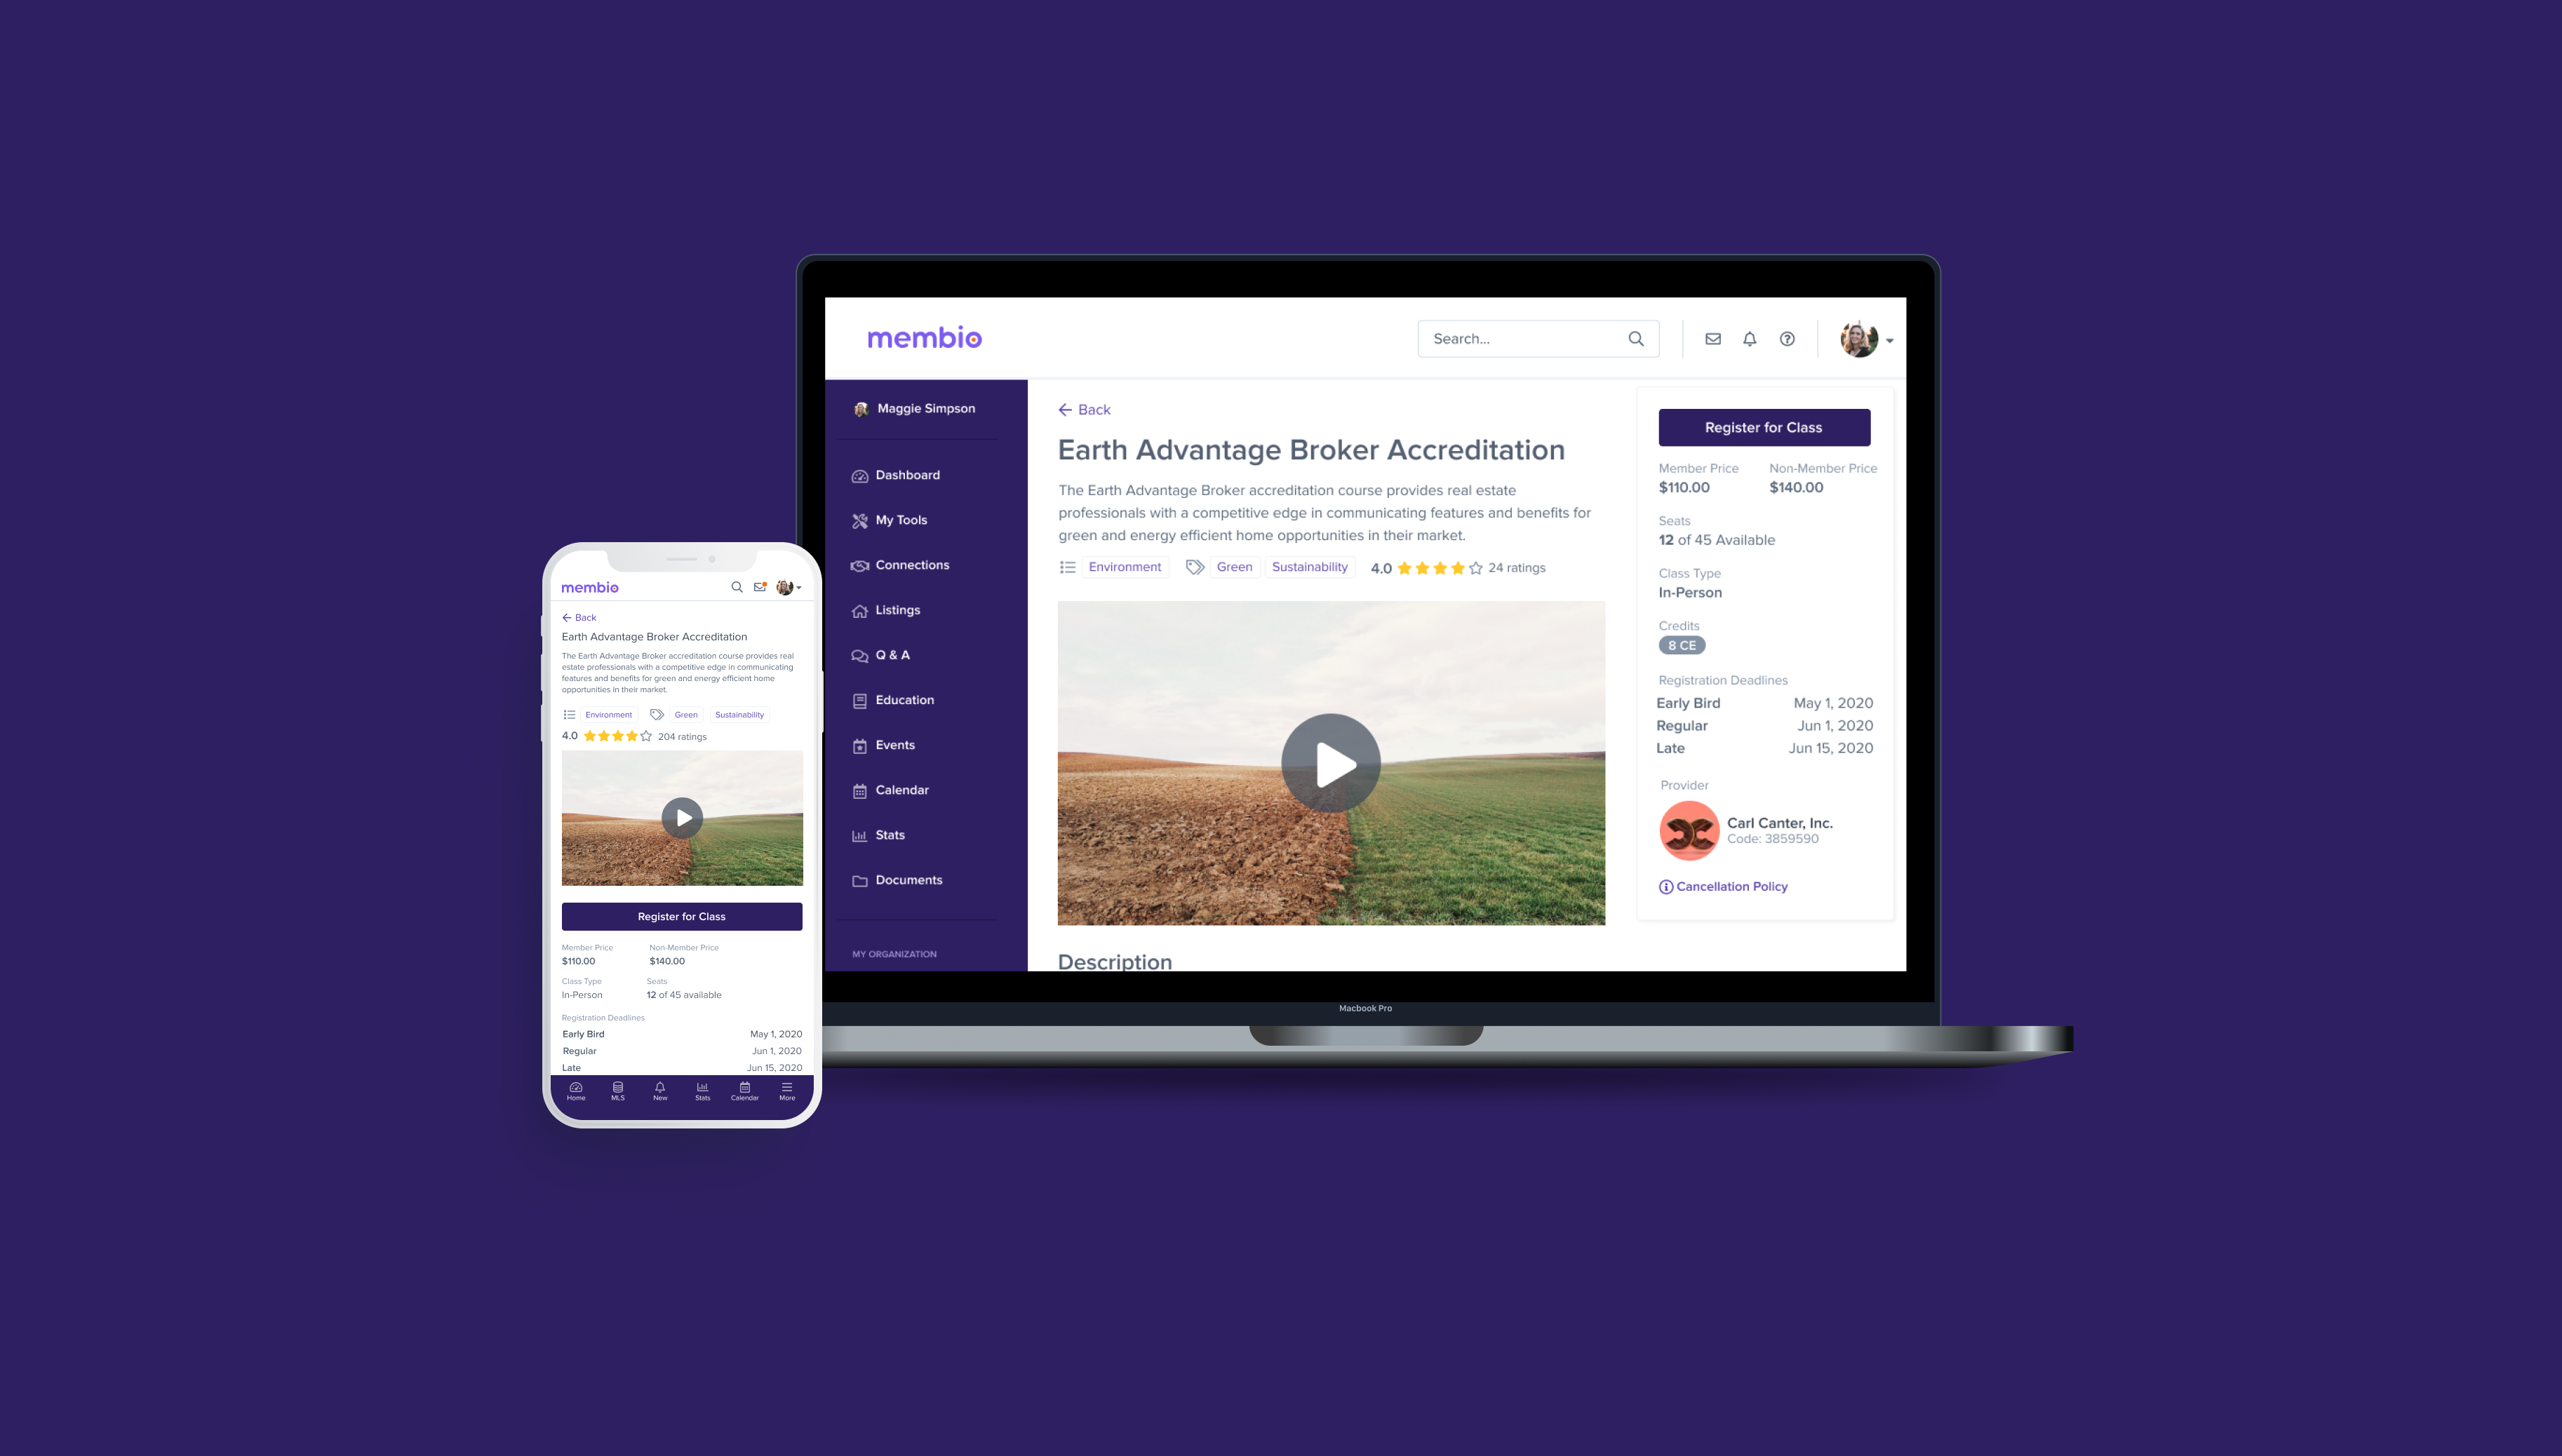 membio
Search...
Maggie Simpson
Dashboard
My Tools
Connections
Listings
Q & A
Education
Events
Calendar
Stats
Documents
MY ORGANIZATION
Back
Earth Advantage Broker Accreditation
The Earth Advantage Broker accreditation course provides real estate
professionals with a competitive edge in communicating features and benefits for
green and energy efficient home opportunities in their market.
Environment Green Sustainability 4.0 24 ratings
Description
Register for Class
Member Price Non-Member Price
$110.00 $140.00
Seats
12 of 45 Available
Class Type
In-Person
Credits
8 CE
Registration Deadlines
Early Bird May 1, 2020
Regular Jun 1, 2020
Late Jun 15, 2020
Provider
Carl Canter, Inc.
Code: 3859590
Cancellation Policy
Macbook Pro
membio
Back
Earth Advantage Broker Accreditation
The Earth Advantage Broker accreditation course provides real
estate professionals with a competitive edge in communicating
features and benefits for green and energy efficient home
opportunities in their market.
Environment Green Sustainability
4.0 204 ratings
Register for Class
Member Price Non-Member Price
$110.00 $140.00
Class Type Seats
In-Person 12 of 45 available
Registration Deadlines
Early Bird May 1, 2020
Regular Jun 1, 2020
Late Jun 15, 2020
Home MLS New Stats Calendar More